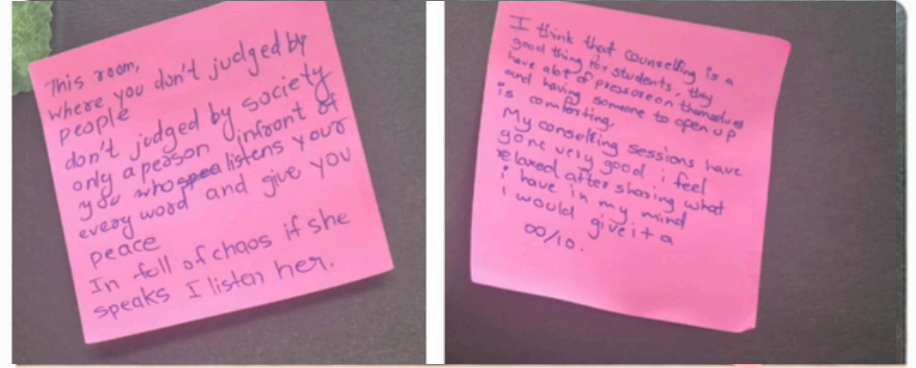 This room,
where you don't judged by
people
don't judged by society
only a person infront of
you who spea listens your
every word and give you
peace
In full of chaos if she
speaks I listen her.
I think that counselling is a
good thing for students, they
have alot of pressure on themselves
and having someone to open up
is comforting.
My conselling sessions have
gone very good i feel
relaxed after sharing what
i have in my mind
i would give it a
∞/10.